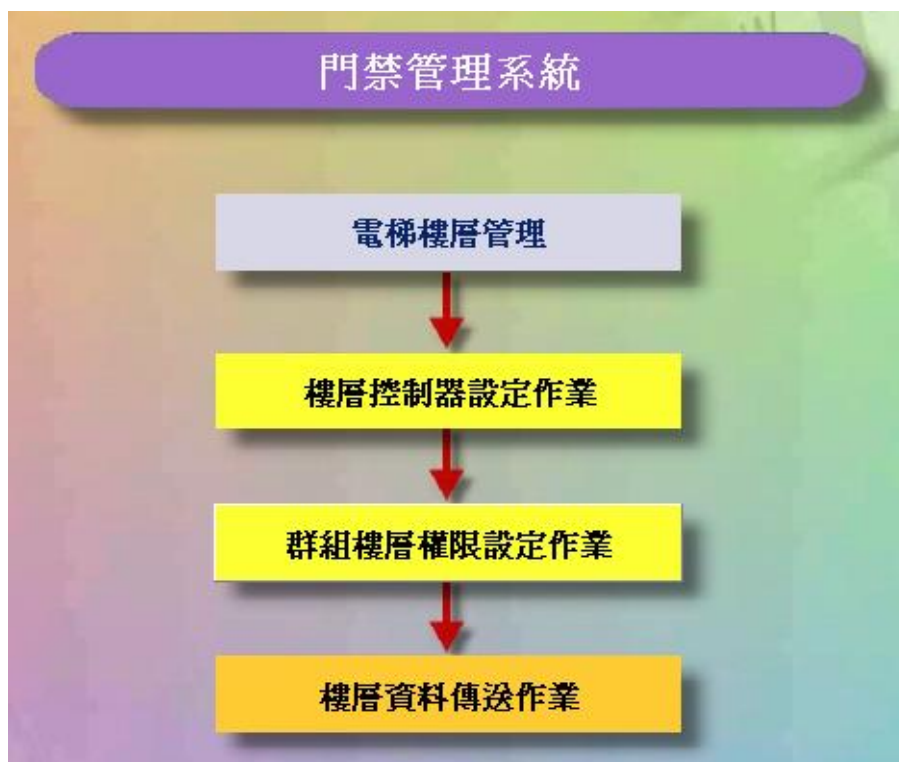 門禁管理系統
電梯樓層管理
樓層控制器設定作業
群組樓層權限設定作業
樓層資料傳送作業